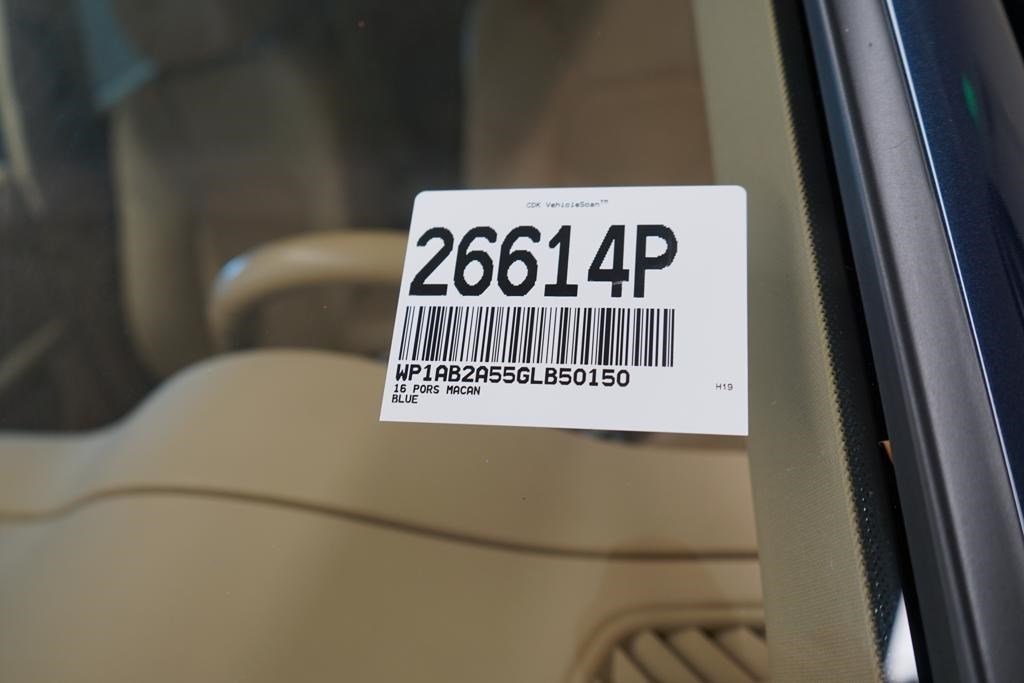 CDK VehicleScan™
26614P
WP1AB2A55GLB50150
16 PORS MACAN
BLUE
H19